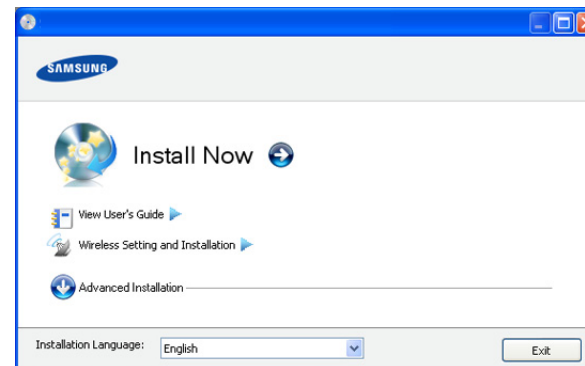 SAMSUNG
Install Now
View User's Guide
Wireless Setting and Installation
Advanced Installation
Installation Language: English
Exit